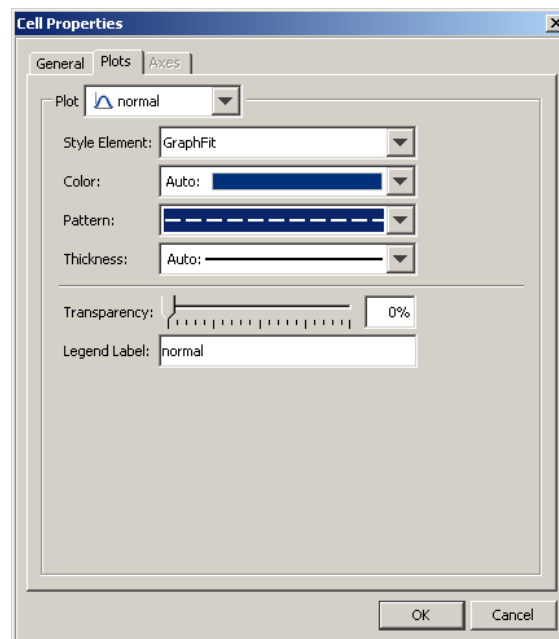 Cell Properties
General Plots Axes
Plot normal
Style Element: GraphFit
Color: Auto:
Pattern:
Thickness: Auto:
Transparency: 0%
Legend Label: normal
OK Cancel